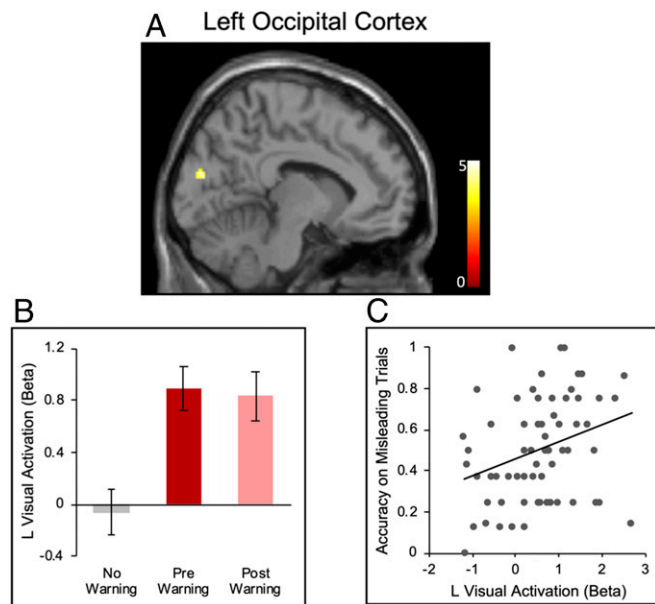 A
Left Occipital Cortex
5
0
B
L Visual Activation (Beta)
1.2
0.8
0.4
0
-0.4
No Warning
Pre Warning
Post Warning
C
Accuracy on Misleading Trials
1
0.8
0.6
0.4
0.2
0
-2 -1 0 1 2 3
L Visual Activation (Beta)